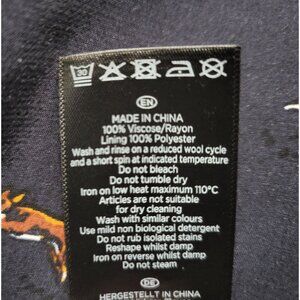 30
EN
MADE IN CHINA
100% Viscose/Rayon
Lining 100% Polyester
Wash and rinse on a reduced wool cycle
and a short spin at indicated temperature
Do not bleach
Do not tumble dry
Iron on low heat maximum 110°C
Articles are not suitable
for dry cleaning
Wash with similar colours
Use mild non biological detergent
Do not rub isolated stains
Reshape whilst damp
Iron on reverse whilst damp
Do not steam
DE
HERGESTELLT IN CHINA